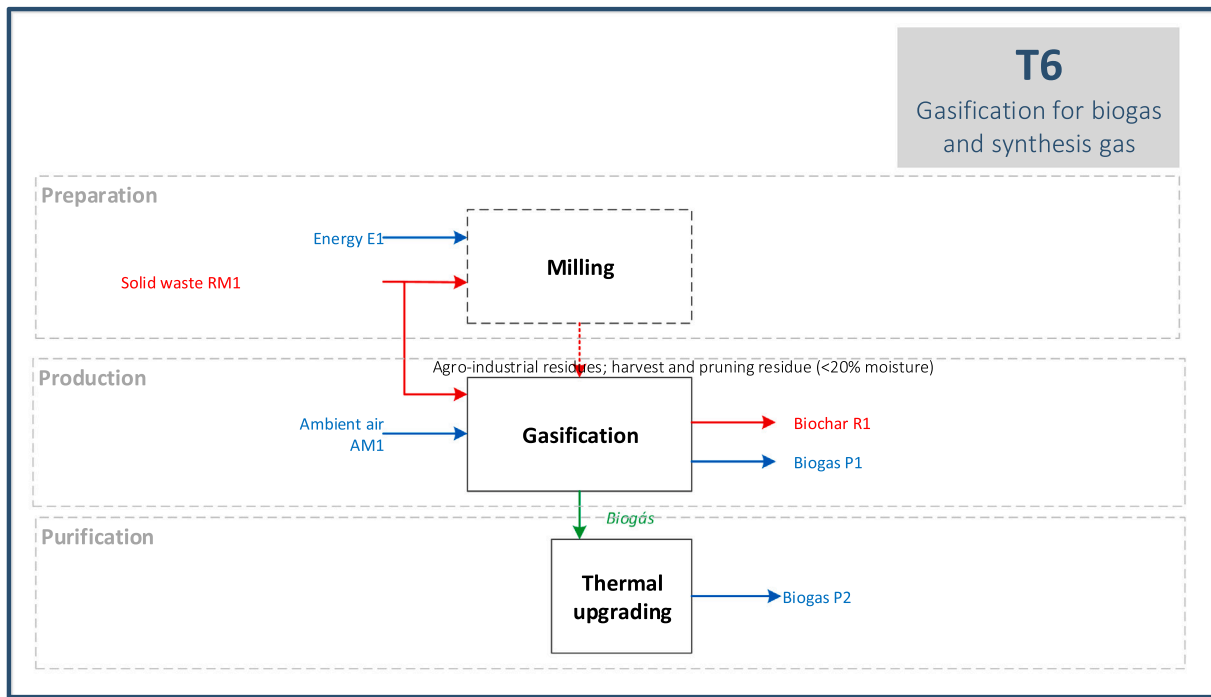 T6
Gasification for biogas
and synthesis gas
Preparation
Energy E1
Milling
Solid waste RM1
Agro-industrial residires; harvest and pruning residue (<20% moisture)
Production
Ambient air
AM1
Gasification
Biochar R1
Biogas P1
Biogás
Purification
Thermal
upgrading
Biogas P2